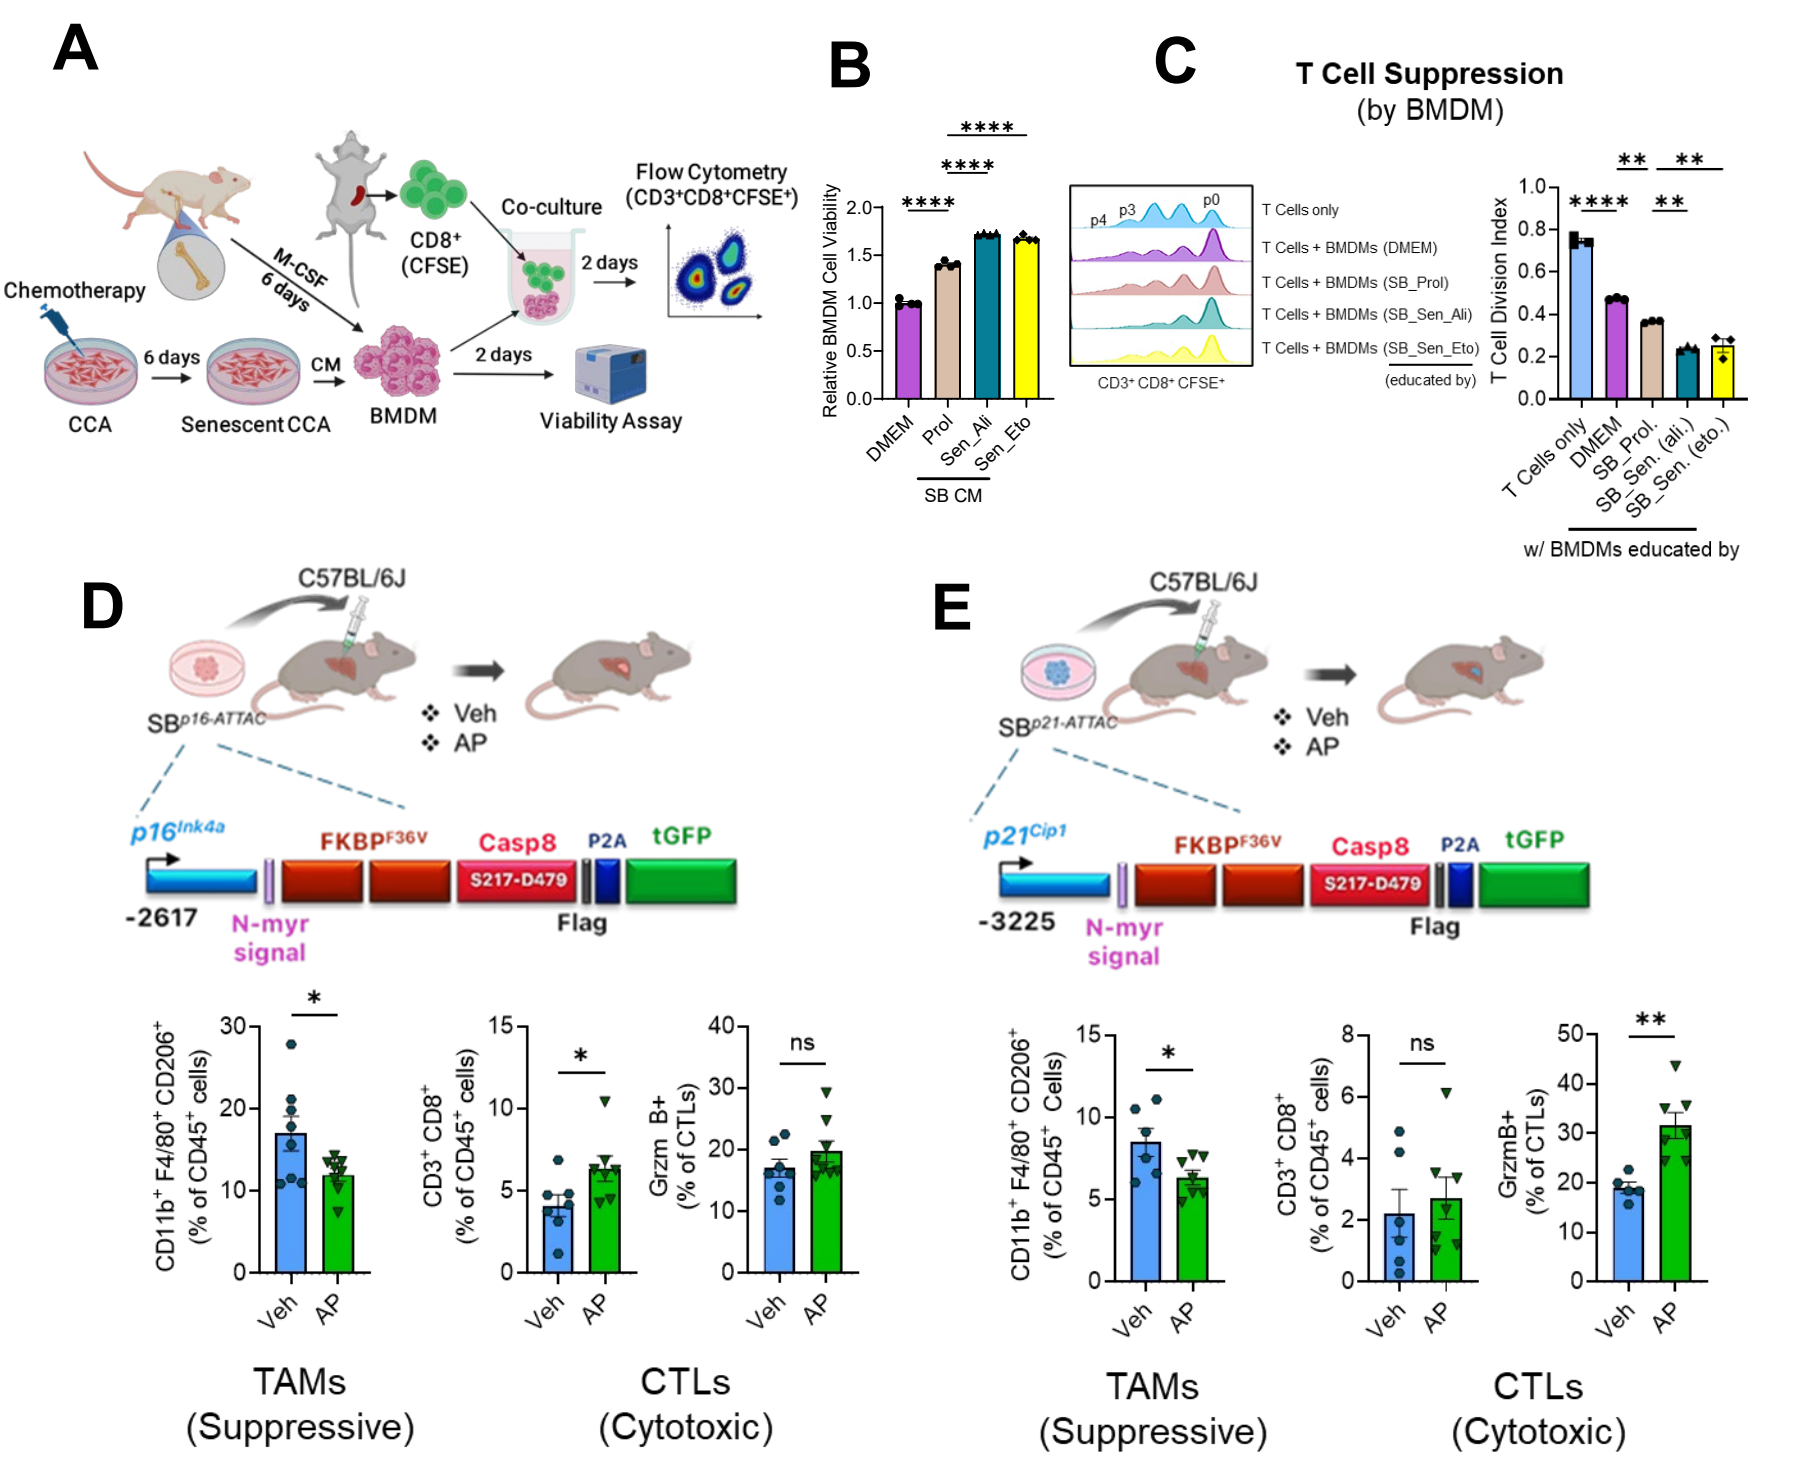 A
Chemotherapy
CCA
6 days
Senescent CCA
CM
M-CSF
6 days
BMDM
CD8+
(CFSE)
Co-culture
2 days
2 days
Flow Cytometry
(CD3+CD8+CFSE+)
Viability Assay
B
Relative BMDM Cell Viability
2.0
1.5
1.0
0.5
0.0
****
****
****
DMEM
Prol
Sen_Ali
Sen_Eto
SB CM
C
T Cell Suppression
(by BMDM)
p4
p3
p0
T Cells only
T Cells + BMDMs (DMEM)
T Cells + BMDMs (SB_Prol)
T Cells + BMDMs (SB_Sen_Ali)
T Cells + BMDMs (SB_Sen_Eto)
(educated by)
CD3+ CD8+ CFSE+
T Cell Division Index
1.0
0.8
0.6
0.4
0.2
0.0
****
**
**
**
T Cells only
DMEM
SB_Prol.
SB_Sen. (ali.)
SB_Sen. (eto.)
w/ BMDMs educated by
D
C57BL/6J
SBp16-ATTAC
❖ Veh
❖ AP
p16Ink4a
FKBPF36V
Casp8
P2A
tGFP
S217-D479
-2617
N-myr
signal
Flag
CD11b+ F4/80+ CD206+
(% of CD45+ cells)
30
20
10
0
*
Veh
AP
TAMs
(Suppressive)
CD3+ CD8+
(% of CD45+ cells)
15
10
5
0
*
Veh
AP
Grzm B+
(% of CTLs)
40
30
20
10
0
ns
Veh
AP
CTLs
(Cytotoxic)
E
C57BL/6J
SBp21-ATTAC
❖ Veh
❖ AP
p21Cip1
FKBPF36V
Casp8
P2A
tGFP
S217-D479
-3225
N-myr
signal
Flag
CD11b+ F4/80+ CD206+
(% of CD45+ Cells)
15
10
5
0
*
Veh
AP
TAMs
(Suppressive)
CD3+ CD8+
(% of CD45+ cells)
8
6
4
2
0
ns
Veh
AP
GrzmB+
(% of CTLs)
50
40
30
20
10
0
**
Veh
AP
CTLs
(Cytotoxic)